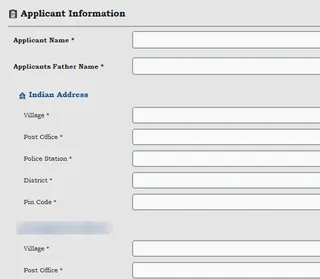 Applicant Information
Applicant Name *
Applicants Father Name *
Indian Address
Village *
Post Office *
Police Station *
District *
Pin Code *
Village *
Post Office *